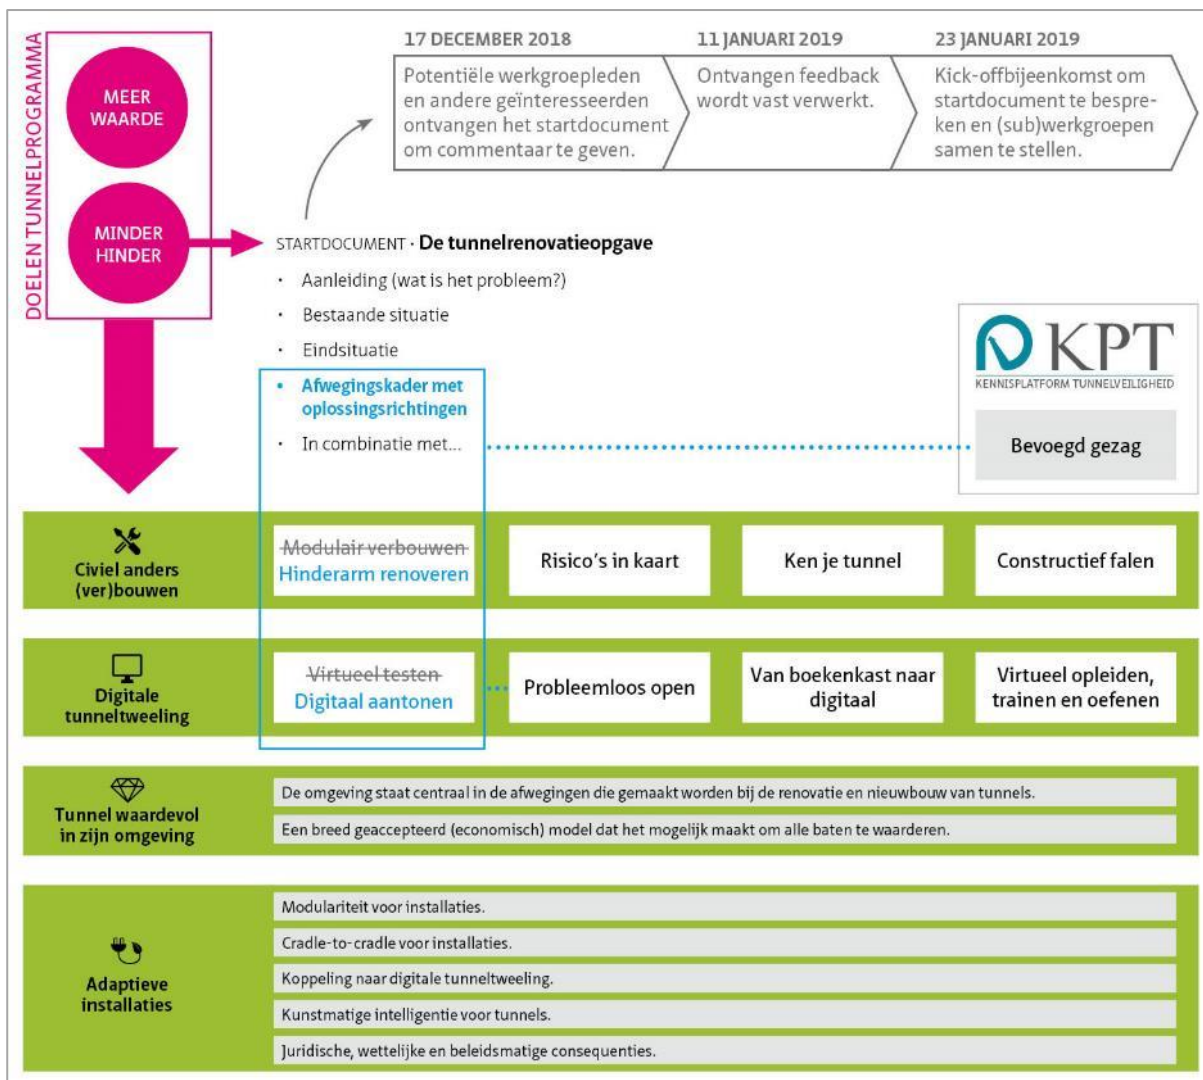 DOELEN TUNNELPROGRAMMA
MEER
WAARDE
MINDER
HINDER
17 DECEMBER 2018
Potentiële werkgroepleden
en andere geïnteresseerden
ontvangen het startdocument
om commentaar te geven.
11 JANUARI 2019
Ontvangen feedback
wordt vast verwerkt.
23 JANUARI 2019
Kick-offbijeenkomst om
startdocument te bespre-
ken en (sub)werkgroepen
samen te stellen.
STARTDOCUMENT · De tunnelrenovatieopgave
· Aanleiding (wat is het probleem?)
· Bestaande situatie
· Eindsituatie
• Afwegingskader met
oplossingsrichtingen
· In combinatie met...
KPT
KENNISPLATFORM TUNNELVEILIGHEID
Bevoegd gezag
Civiel anders
(ver)bouwen
Modulair verbouwen
Hinderarm renoveren
Risico's in kaart
Ken je tunnel
Constructief falen
Digitale
tunneltweeling
Virtueel testen
Digitaal aantonen
Probleemloos open
Van boekenkast naar
digitaal
Virtueel opleiden,
trainen en oefenen
Tunnel waardevol
in zijn omgeving
De omgeving staat centraal in de afwegingen die gemaakt worden bij de renovatie en nieuwbouw van tunnels.
Een breed geaccepteerd (economisch) model dat het mogelijk maakt om alle baten te waarderen.
Adaptieve
installaties
Modulariteit voor installaties.
Cradle-to-cradle voor installaties.
Koppeling naar digitale tunneltweeling.
Kunstmatige intelligentie voor tunnels.
Juridische, wettelijke en beleidsmatige consequenties.